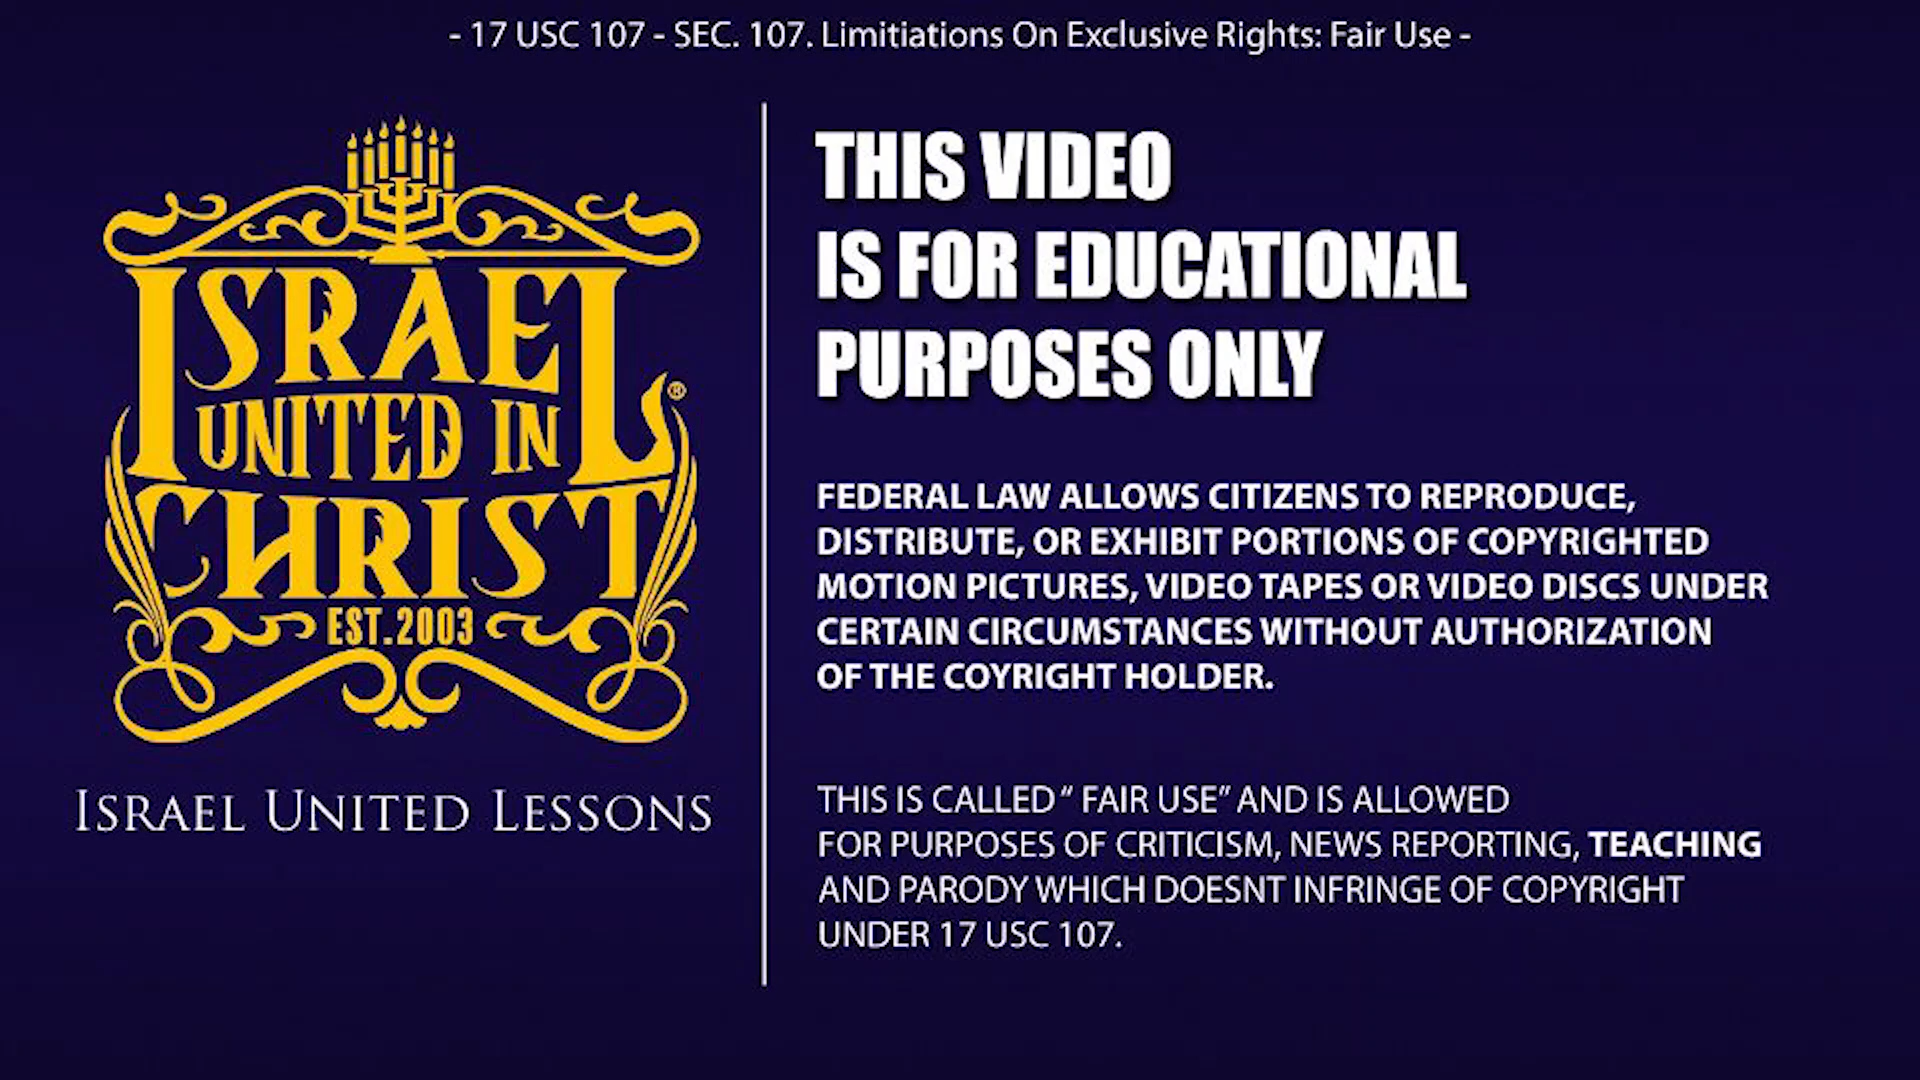 - 17 USC 107 - SEC. 107. Limitiations On Exclusive Rights: Fair Use -
ISRAEL
UNITED IN
CHRIST
®
EST.2003
ISRAEL UNITED LESSONS
THIS VIDEO
IS FOR EDUCATIONAL
PURPOSES ONLY
FEDERAL LAW ALLOWS CITIZENS TO REPRODUCE,
DISTRIBUTE, OR EXHIBIT PORTIONS OF COPYRIGHTED
MOTION PICTURES, VIDEO TAPES OR VIDEO DISCS UNDER
CERTAIN CIRCUMSTANCES WITHOUT AUTHORIZATION
OF THE COYRIGHT HOLDER.
THIS IS CALLED “ FAIR USE” AND IS ALLOWED
FOR PURPOSES OF CRITICISM, NEWS REPORTING, TEACHING
AND PARODY WHICH DOESNT INFRINGE OF COPYRIGHT
UNDER 17 USC 107.